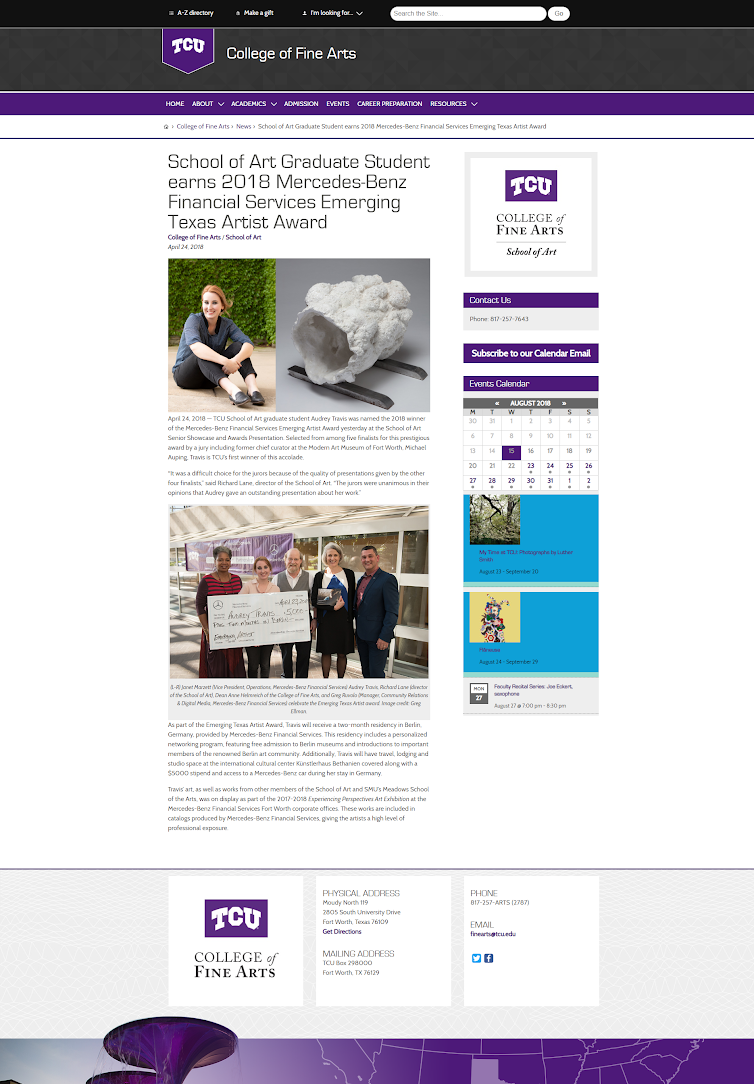 A-Z directory
Make a gift
I'm looking for...
Search the Site...
Go
TCU
College of Fine Arts
HOME ABOUT ACADEMICS ADMISSION EVENTS CAREER PREPARATION RESOURCES
› College of Fine Arts › News › School of Art Graduate Student earns 2018 Mercedes-Benz Financial Services Emerging Texas Artist Award
School of Art Graduate Student
earns 2018 Mercedes-Benz
Financial Services Emerging
Texas Artist Award
College of Fine Arts / School of Art
April 24, 2018
April 24, 2018 — TCU School of Art graduate student Audrey Travis was named the 2018 winner
of the Mercedes-Benz Financial Services Emerging Artist Award yesterday at the School of Art
Senior Showcase and Awards Presentation. Selected from among five finalists for this prestigious
award by a jury including former chief curator at the Modern Art Museum of Fort Worth, Michael
Auping, Travis is TCU's first winner of this accolade.
"It was a difficult choice for the jurors because of the quality of presentations given by the other
four finalists," said Richard Lane, director of the School of Art. "The jurors were unanimous in their
opinions that Audrey gave an outstanding presentation about her work."
AUDREY TRAVIS
5,000
(L-R) Janet Marzett (Vice President, Operations, Mercedes-Benz Financial Services) Audrey Travis, Richard Lane (director
of the School of Art), Dean Anne Helmreich of the College of Fine Arts, and Greg Ruvolo (Manager, Community Relations
& Digital Media, Mercedes-Benz Financial Services) celebrate the Emerging Texas Artist award. Image credit: Greg
Ellman.
As part of the Emerging Texas Artist Award, Travis will receive a two-month residency in Berlin,
Germany, provided by Mercedes-Benz Financial Services. This residency includes a personalized
networking program, featuring free admission to Berlin museums and introductions to important
members of the renowned Berlin art community. Additionally, Travis will have travel, lodging and
studio space at the international cultural center Künstlerhaus Bethanien covered along with a
$5000 stipend and access to a Mercedes-Benz car during her stay in Germany.
Travis' art, as well as works from other members of the School of Art and SMU's Meadows School
of the Arts, was on display as part of the 2017-2018 Experiencing Perspectives Art Exhibition at the
Mercedes-Benz Financial Services Fort Worth corporate offices. These works are included in
catalogs produced by Mercedes-Benz Financial Services, giving the artists a high level of
professional exposure.
TCU
COLLEGE of
FINE ARTS
School of Art
Contact Us
Phone: 817-257-7643
Subscribe to our Calendar Email
Events Calendar
« AUGUST 2018 »
M T W T F S S
30 31 1 2 3 4 5
6 7 8 9 10 11 12
13 14 15 16 17 18 19
20 21 22 23 24 25 26
27 28 29 30 31 1 2
My Time at TCU: Photographs by Luther
Smith
August 23 - September 20
Nilineuse
August 24 - September 29
MON
27
Faculty Recital Series: Joe Eckert,
saxophone
August 27 @ 7:00 pm - 8:30 pm
TCU
COLLEGE of
FINE ARTS
PHYSICAL ADDRESS
Moudy North 119
2805 South University Drive
Fort Worth, Texas 76109
Get Directions
MAILING ADDRESS
TCU Box 298000
Fort Worth, TX 76129
PHONE
817-257-ARTS (2787)
EMAIL
finearts@tcu.edu